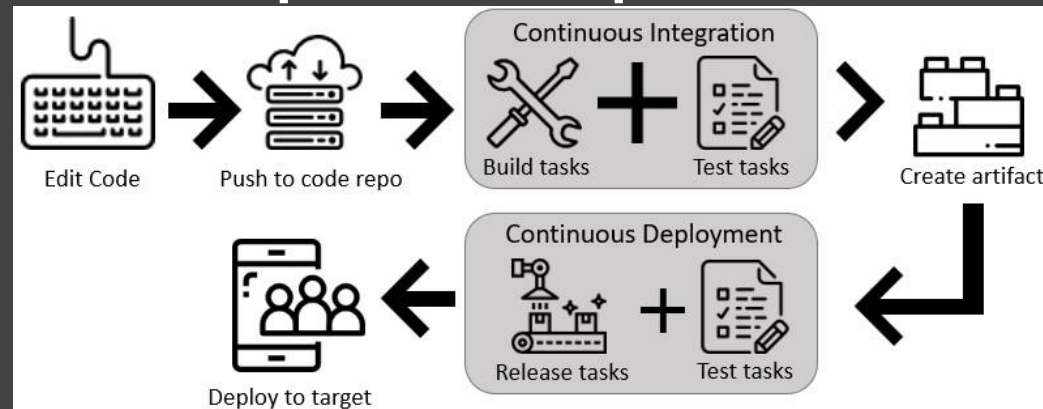 Continuous Integration
Build tasks
Test tasks
Edit Code
Push to code repo
Create artifact
Continuous Deployment
Release tasks
Test tasks
Deploy to target